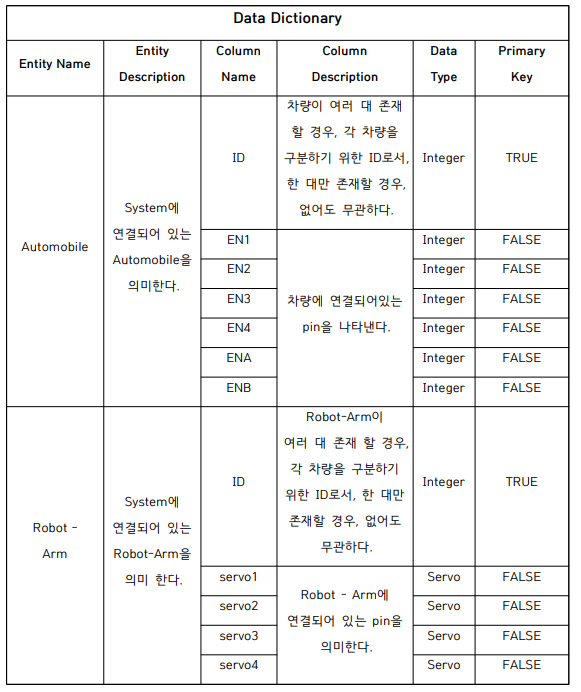 Data Dictionary
Entity Name
Entity
Description
Column
Name
Column
Description
Data
Type
Primary
Key
Automobile
System에
연결되어 있는
Automobile을
의미한다.
ID
차량이 여러 대 존재
할 경우, 각 차량을
구분하기 위한 ID로서,
한 대만 존재할 경우,
없어도 무관하다.
Integer
TRUE
EN1
차량에 연결되어있는
pin을 나타낸다.
Integer
FALSE
EN2
Integer
FALSE
EN3
Integer
FALSE
EN4
Integer
FALSE
ENA
Integer
FALSE
ENB
Integer
FALSE
Robot -
Arm
System에
연결되어 있는
Robot-Arm을
의미 한다.
ID
Robot-Arm이
여러 대 존재 할 경우,
각 차량을 구분하기
위한 ID로서, 한 대만
존재할 경우, 없어도
무관하다.
Integer
TRUE
servo1
Robot - Arm에
연결되어 있는 pin을
의미한다.
Servo
FALSE
servo2
Servo
FALSE
servo3
Servo
FALSE
servo4
Servo
FALSE